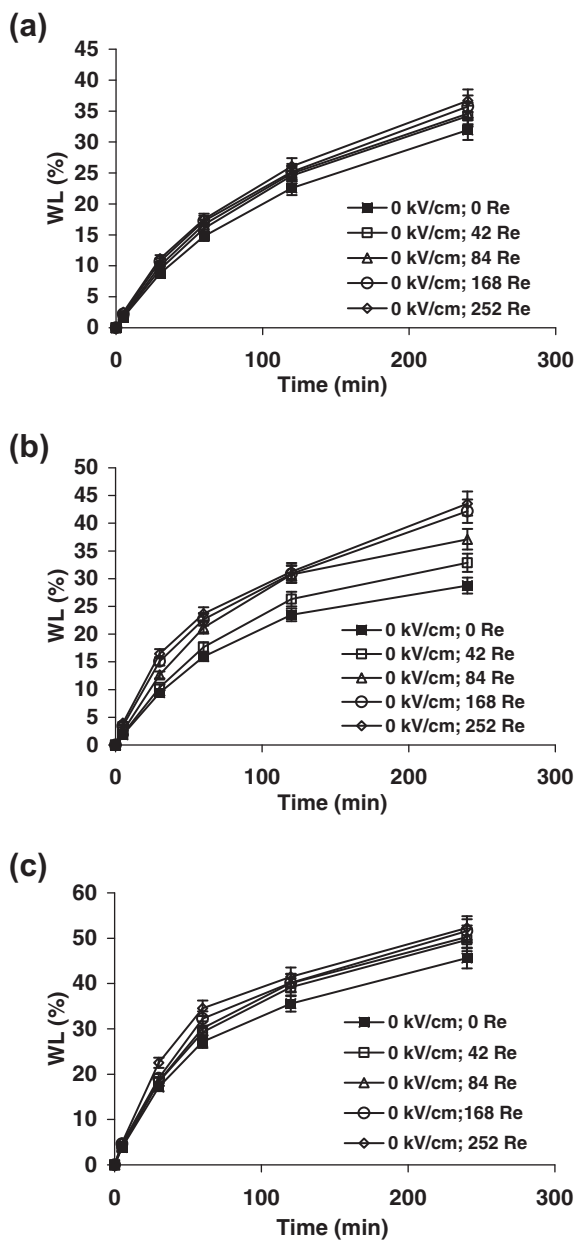 (a)
45
40
35
30
25
20
15
10
5
0
WL (%)
0 kV/cm; 0 Re
0 kV/cm; 42 Re
0 kV/cm; 84 Re
0 kV/cm; 168 Re
0 kV/cm; 252 Re
0 100 200 300
Time (min)
(b)
50
45
40
35
30
25
20
15
10
5
0
WL (%)
0 kV/cm; 0 Re
0 kV/cm; 42 Re
0 kV/cm; 84 Re
0 kV/cm; 168 Re
0 kV/cm; 252 Re
0 100 200 300
Time (min)
(c)
60
50
40
30
20
10
0
WL (%)
0 kV/cm; 0 Re
0 kV/cm; 42 Re
0 kV/cm; 84 Re
0 kV/cm;168 Re
0 kV/cm; 252 Re
0 100 200 300
Time (min)